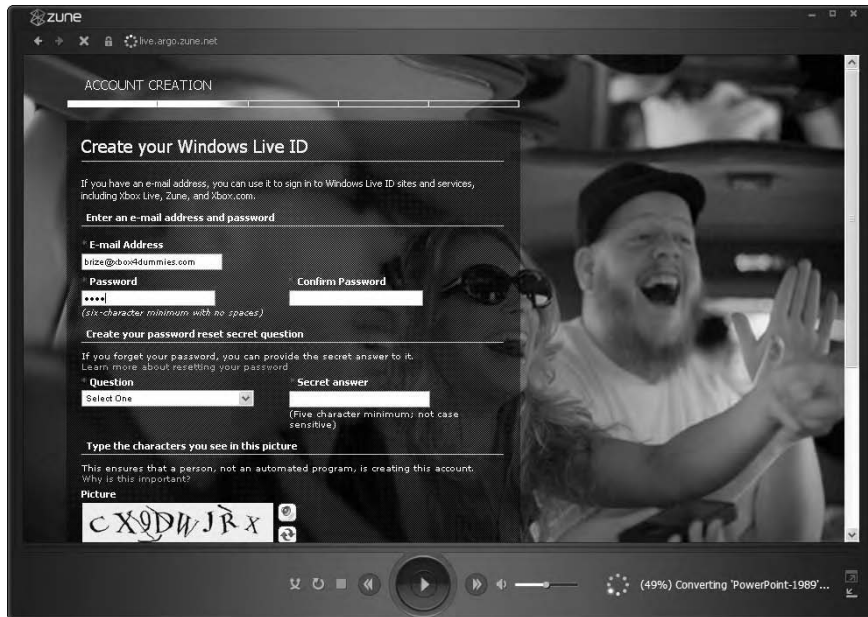 zune
live.argo.zune.net
ACCOUNT CREATION
Create your Windows Live ID
If you have an e-mail address, you can use it to sign in to Windows Live ID sites and services,
including Xbox Live, Zune, and Xbox.com.
Enter an e-mail address and password
* E-mail Address
brize@xbox4dummies.com
* Password * Confirm Password
••••
(six-character minimum with no spaces)
Create your password reset secret question
If you forget your password, you can provide the secret answer to it.
Learn more about resetting your password
* Question * Secret answer
Select One
(Five character minimum; not case
sensitive)
Type the characters you see in this picture
This ensures that a person, not an automated program, is creating this account.
Why is this important?
Picture
(49%) Converting 'PowerPoint-1989'...